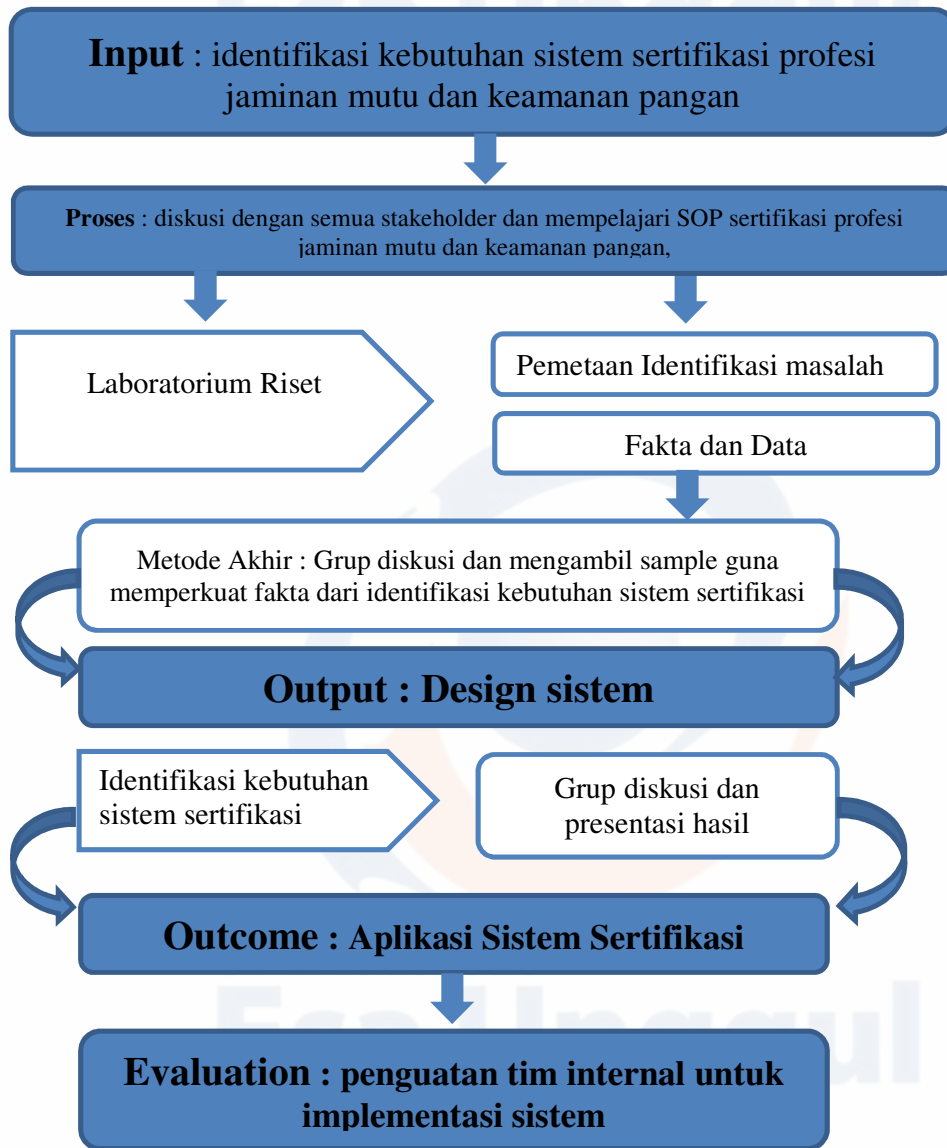 Input : identifikasi kebutuhan sistem sertifikasi profesi
jaminan mutu dan keamanan pangan
Proses : diskusi dengan semua stakeholder dan mempelajari SOP sertifikasi profesi
jaminan mutu dan keamanan pangan,
Laboratorium Riset
Pemetaan Identifikasi masalah
Fakta dan Data
Metode Akhir : Grup diskusi dan mengambil sample guna
memperkuat fakta dari identifikasi kebutuhan sistem sertifikasi
Output : Design sistem
Identifikasi kebutuhan
sistem sertifikasi
Grup diskusi dan
presentasi hasil
Outcome : Aplikasi Sistem Sertifikasi
Evaluation : penguatan tim internal untuk
implementasi sistem